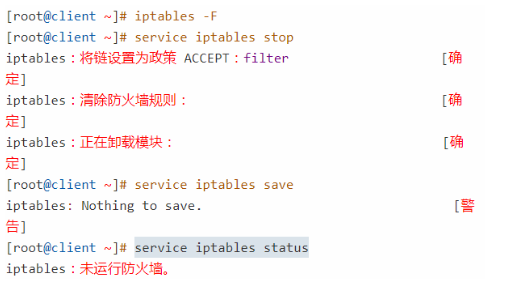 [root@client ~]# iptables -F
[root@client ~]# service iptables stop
iptables：将链设置为政策 ACCEPT：filter                    [确
定]
iptables：清除防火墙规则：                                 [确
定]
iptables：正在卸载模块：                                   [确
定]
[root@client ~]# service iptables save
iptables: Nothing to save.                                 [警
告]
[root@client ~]# service iptables status
iptables：未运行防火墙。